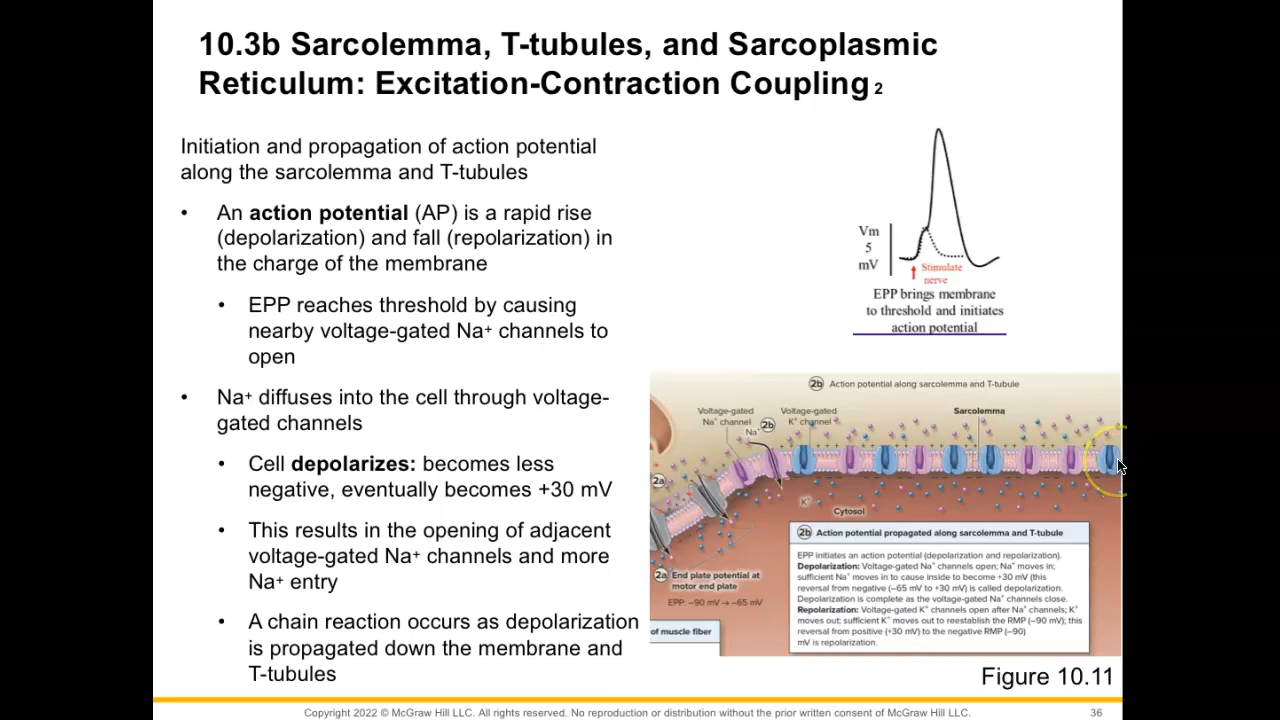 10.3b Sarcolemma, T-tubules, and Sarcoplasmic
Reticulum: Excitation-Contraction Coupling 2
Initiation and propagation of action potential
along the sarcolemma and T-tubules
• An action potential (AP) is a rapid rise
(depolarization) and fall (repolarization) in
the charge of the membrane
• EPP reaches threshold by causing
nearby voltage-gated Na+ channels to
open
• Na+ diffuses into the cell through voltage-
gated channels
• Cell depolarizes: becomes less
negative, eventually becomes +30 mV
• This results in the opening of adjacent
voltage-gated Na+ channels and more
Na+ entry
• A chain reaction occurs as depolarization
is propagated down the membrane and
T-tubules
Vm
5
mV
Stimulate
nerve
EPP brings membrane
to threshold and initiates
action potential
2b Action potential along sarcolemma and T-tubule
Voltage-gated
Na+ channel
Na+
2b
Voltage-gated
K+ channel
Sarcolemma
2a
K+
Cytosol
2a End plate potential at
motor end plate
EPP: –90 mV → –65 mV
of muscle fiber
2b Action potential propagated along sarcolemma and T-tubule
EPP initiates an action potential (depolarization and repolarization).
Depolarization: Voltage-gated Na+ channels open; Na+ moves in;
sufficient Na+ moves in to cause inside to become +30 mV (this
reversal from negative (–65 mV to +30 mV) is called depolarization.
Depolarization is complete as the voltage-gated Na+ channels close.
Repolarization: Voltage-gated K+ channels open after Na+ channels; K+
moves out; sufficient K+ moves out to reestablish the RMP (–90 mV); this
reversal from positive (+30 mV) to the negative RMP (–90)
mV is repolarization.
Figure 10.11
Copyright 2022 © McGraw Hill LLC. All rights reserved. No reproduction or distribution without the prior written consent of McGraw Hill LLC.
36